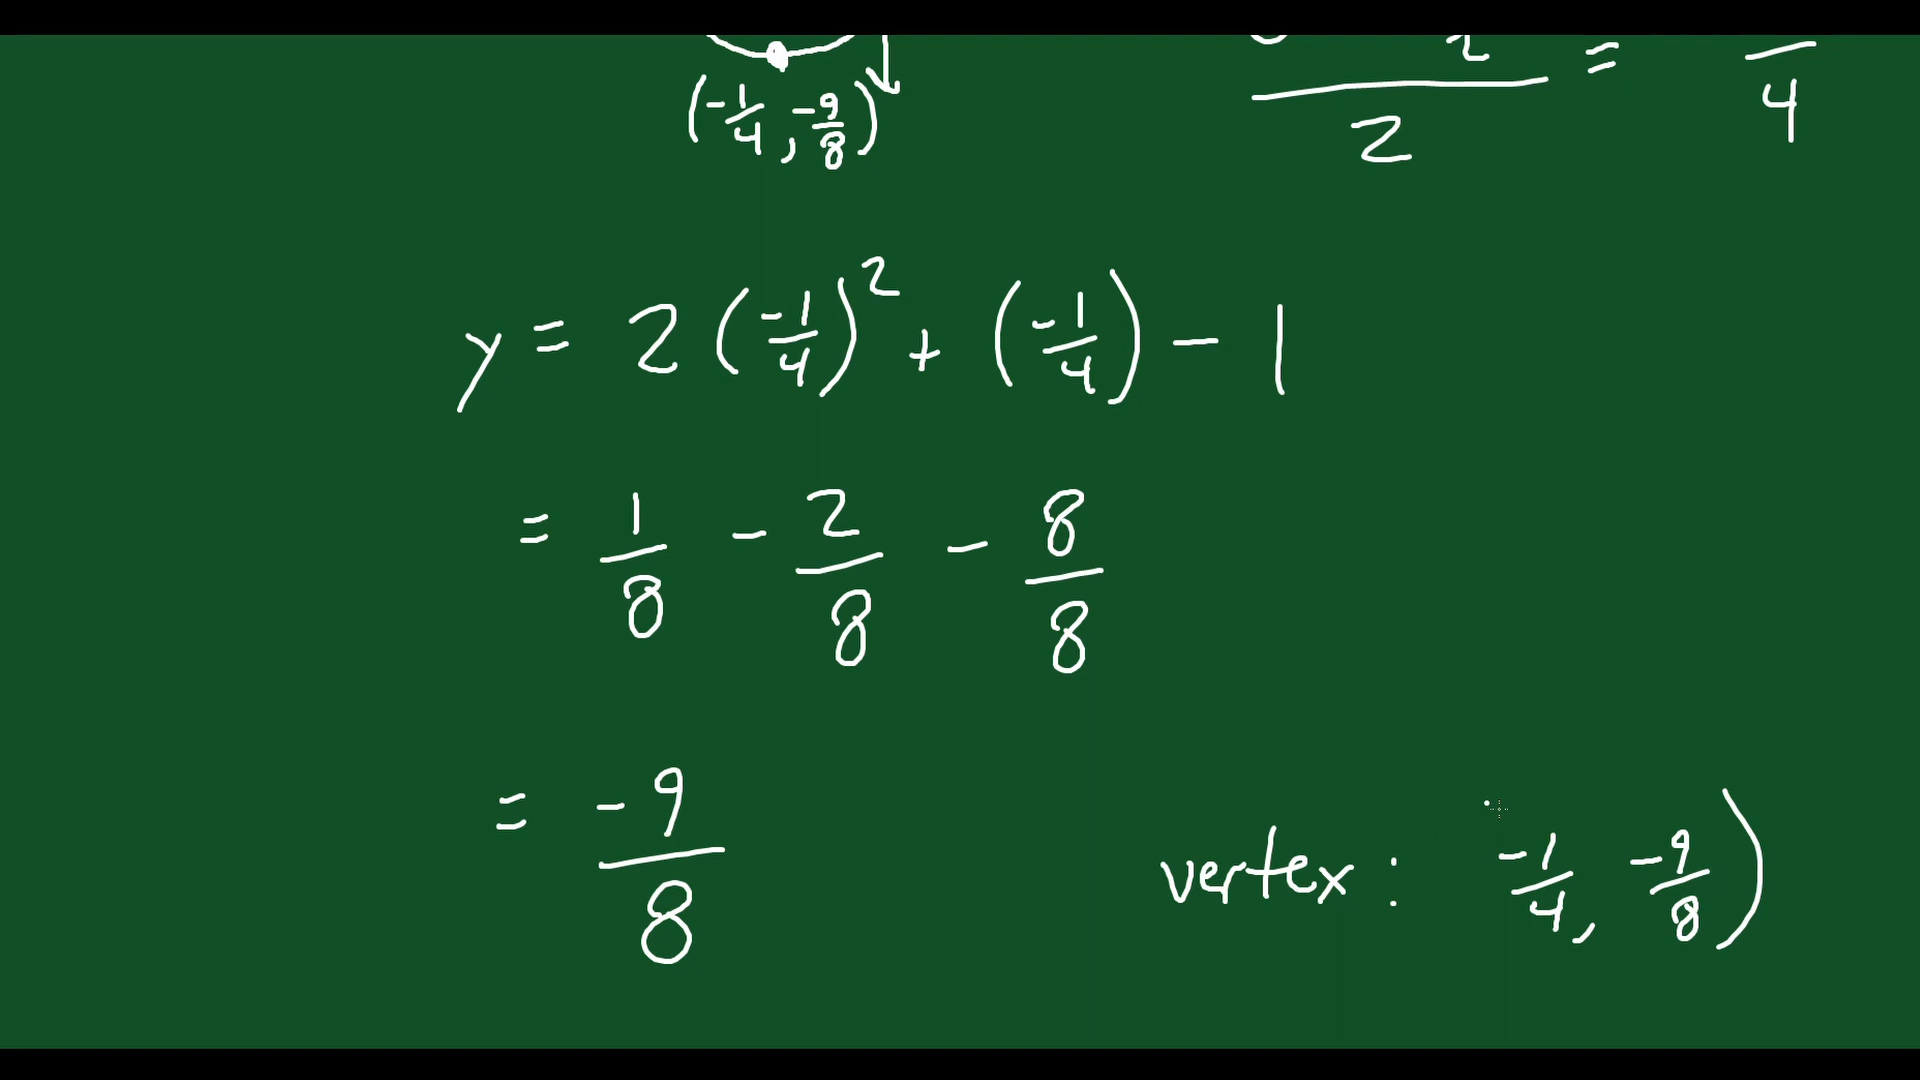 (-1/4, -9/8)
2 =
2 4
y = 2(-1/4)² + (-1/4) - 1
= 1/8 - 2/8 - 8/8
= -9/8
vertex: -1/4, -9/8)